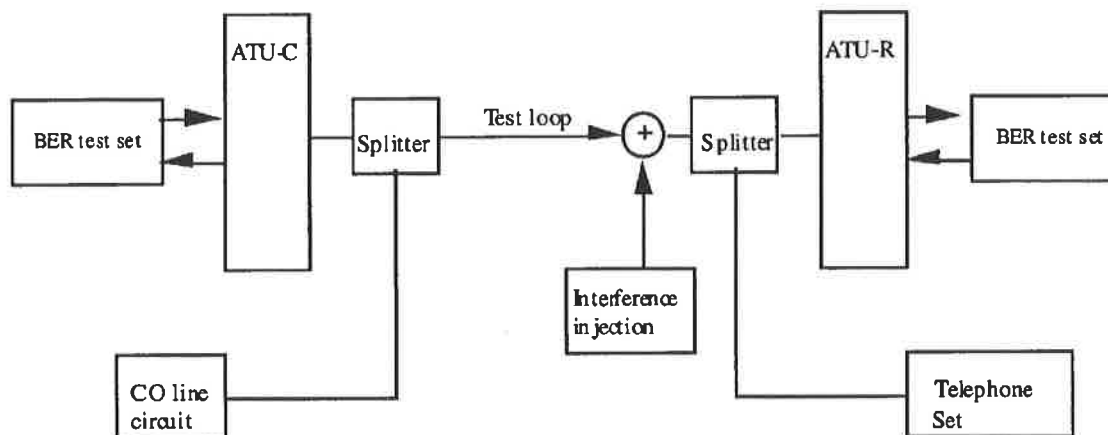 ATU-C
ATU-R
BER test set
Splitter
Test loop
+
Splitter
BER test set
Interference
injection
CO line
circuit
Telephone
Set